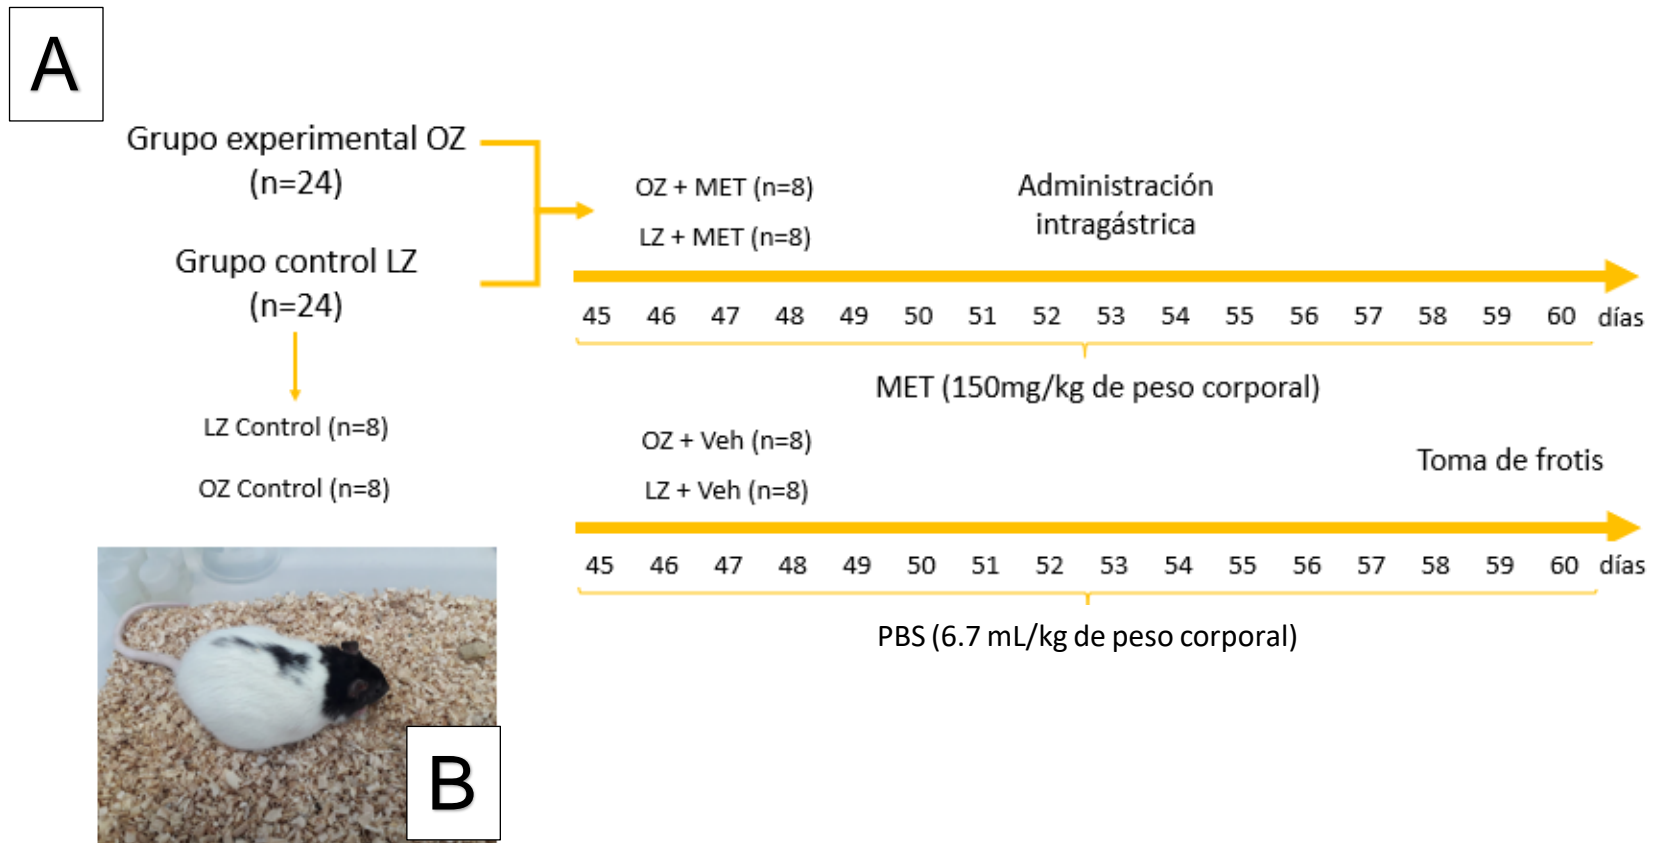 A
Grupo experimental OZ
(n=24)
Grupo control LZ
(n=24)
LZ Control (n=8)
OZ Control (n=8)
OZ + MET (n=8)
LZ + MET (n=8)
Administración
intragástrica
45 46 47 48 49 50 51 52 53 54 55 56 57 58 59 60 días
MET (150mg/kg de peso corporal)
OZ + Veh (n=8)
LZ + Veh (n=8)
Toma de frotis
45 46 47 48 49 50 51 52 53 54 55 56 57 58 59 60 días
PBS (6.7 mL/kg de peso corporal)
B